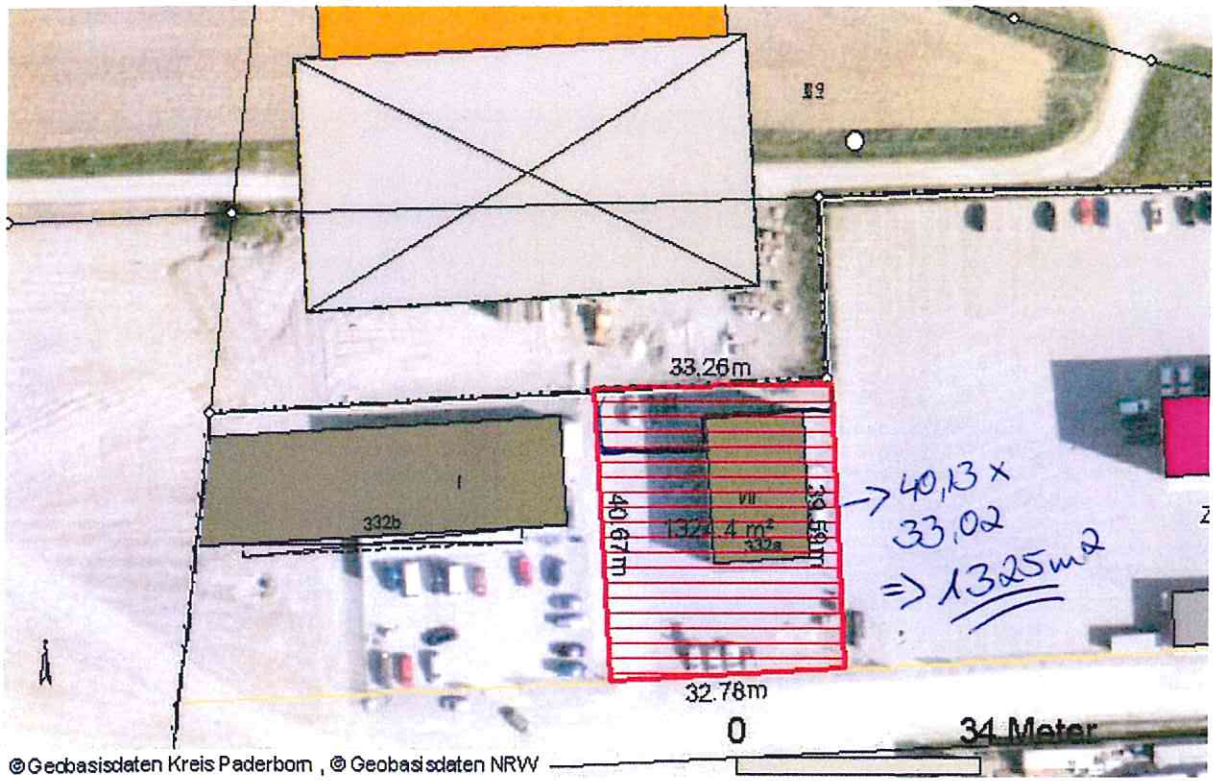 33.26m
I
332b
40.67m
VII
1324.4 m²
332a
39.59m
→ 40,13 x
33,02
=> 1325m²
32.78m
0 34 Meter
©Geobasisdaten Kreis Paderborn , © Geobasisdaten NRW